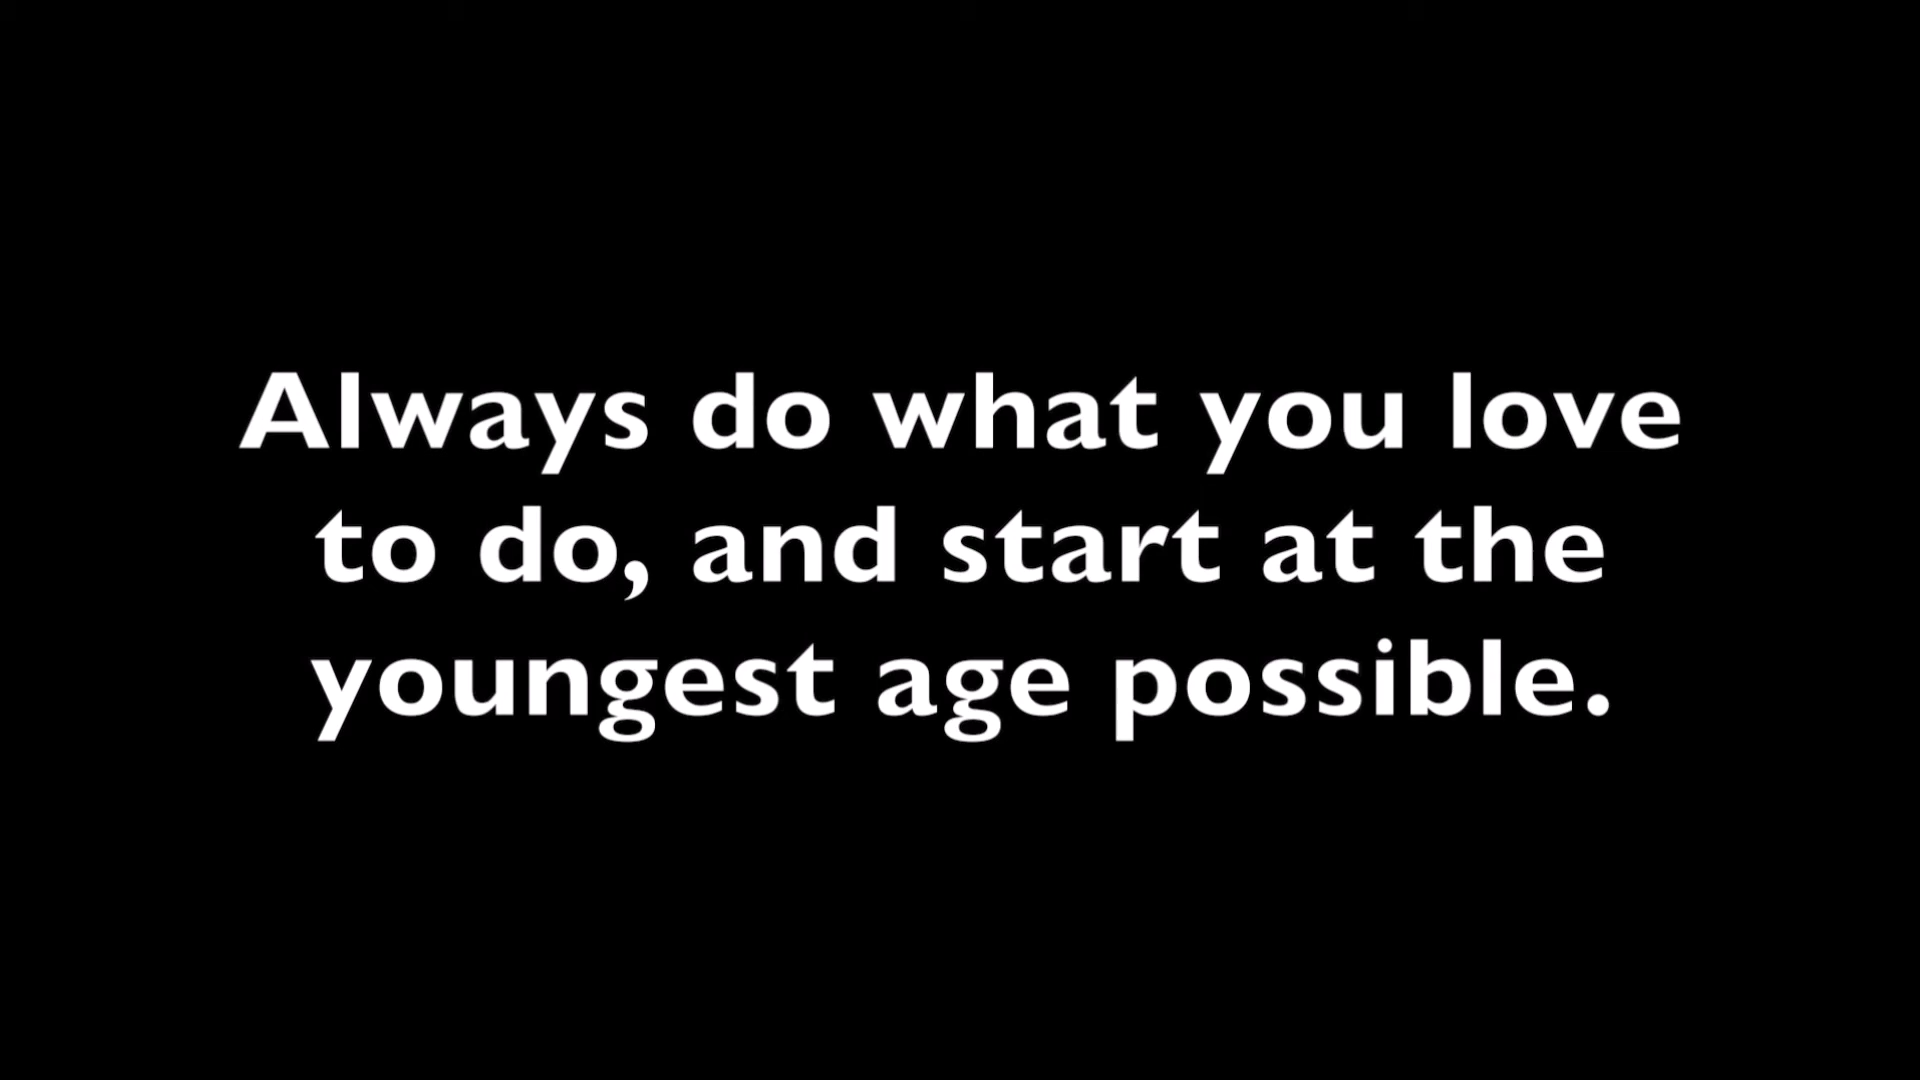 Always do what you love
to do, and start at the
youngest age possible.